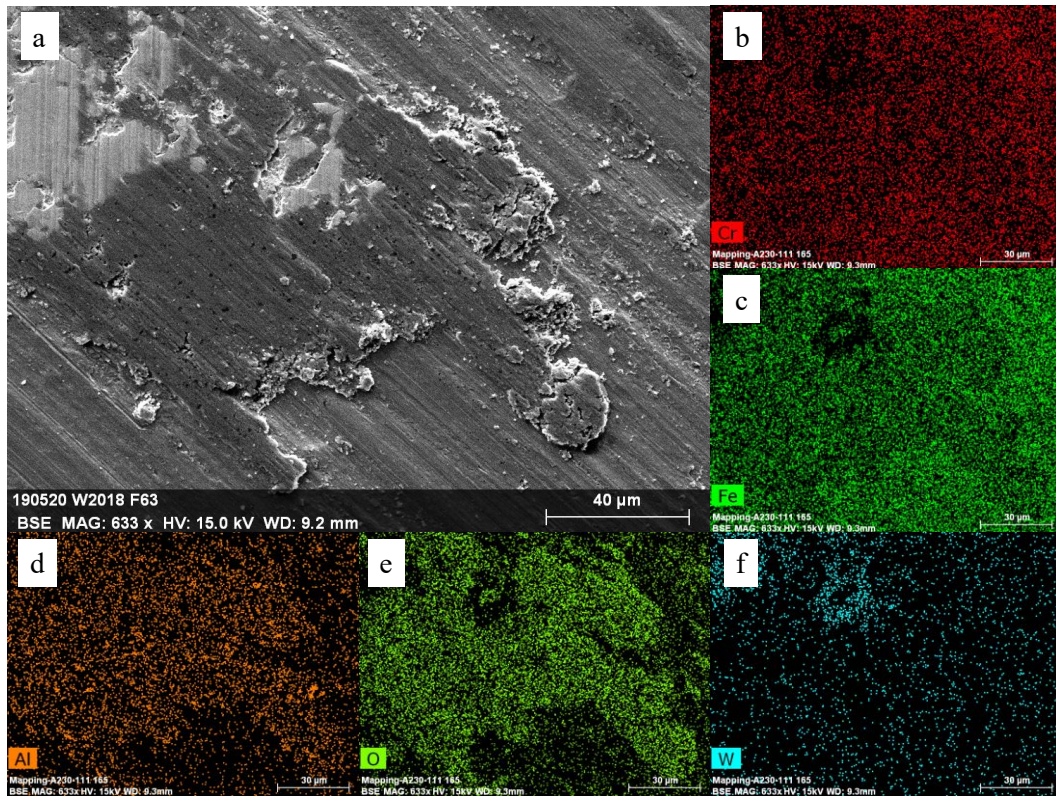 a
190520 W2018 F63
40 µm
BSE MAG: 633 x HV: 15.0 kV WD: 9.2 mm
b
Cr
Mapping-A230-111 165
BSE MAG: 633x HV: 15kV WD: 9.3mm
30 µm
c
Fe
Mapping-A230-111 165
BSE MAG: 633x HV: 15kV WD: 9.3mm
30 µm
d
Al
Mapping-A230-111 165
BSE MAG: 633x HV: 15kV WD: 9.3mm
30 µm
e
O
Mapping-A230-111 165
BSE MAG: 633x HV: 15kV WD: 9.3mm
30 µm
f
W
Mapping-A230-111 165
BSE MAG: 633x HV: 15kV WD: 9.3mm
30 µm